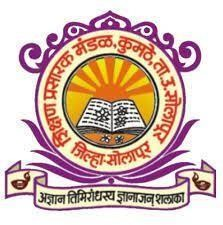 शिक्षण प्रसारक मंडळ, कुमठे, ता.उ.सोलापूर
जिल्हा-सोलापूर
अज्ञान तिमिरांधस्य ज्ञानाजन् शलाका